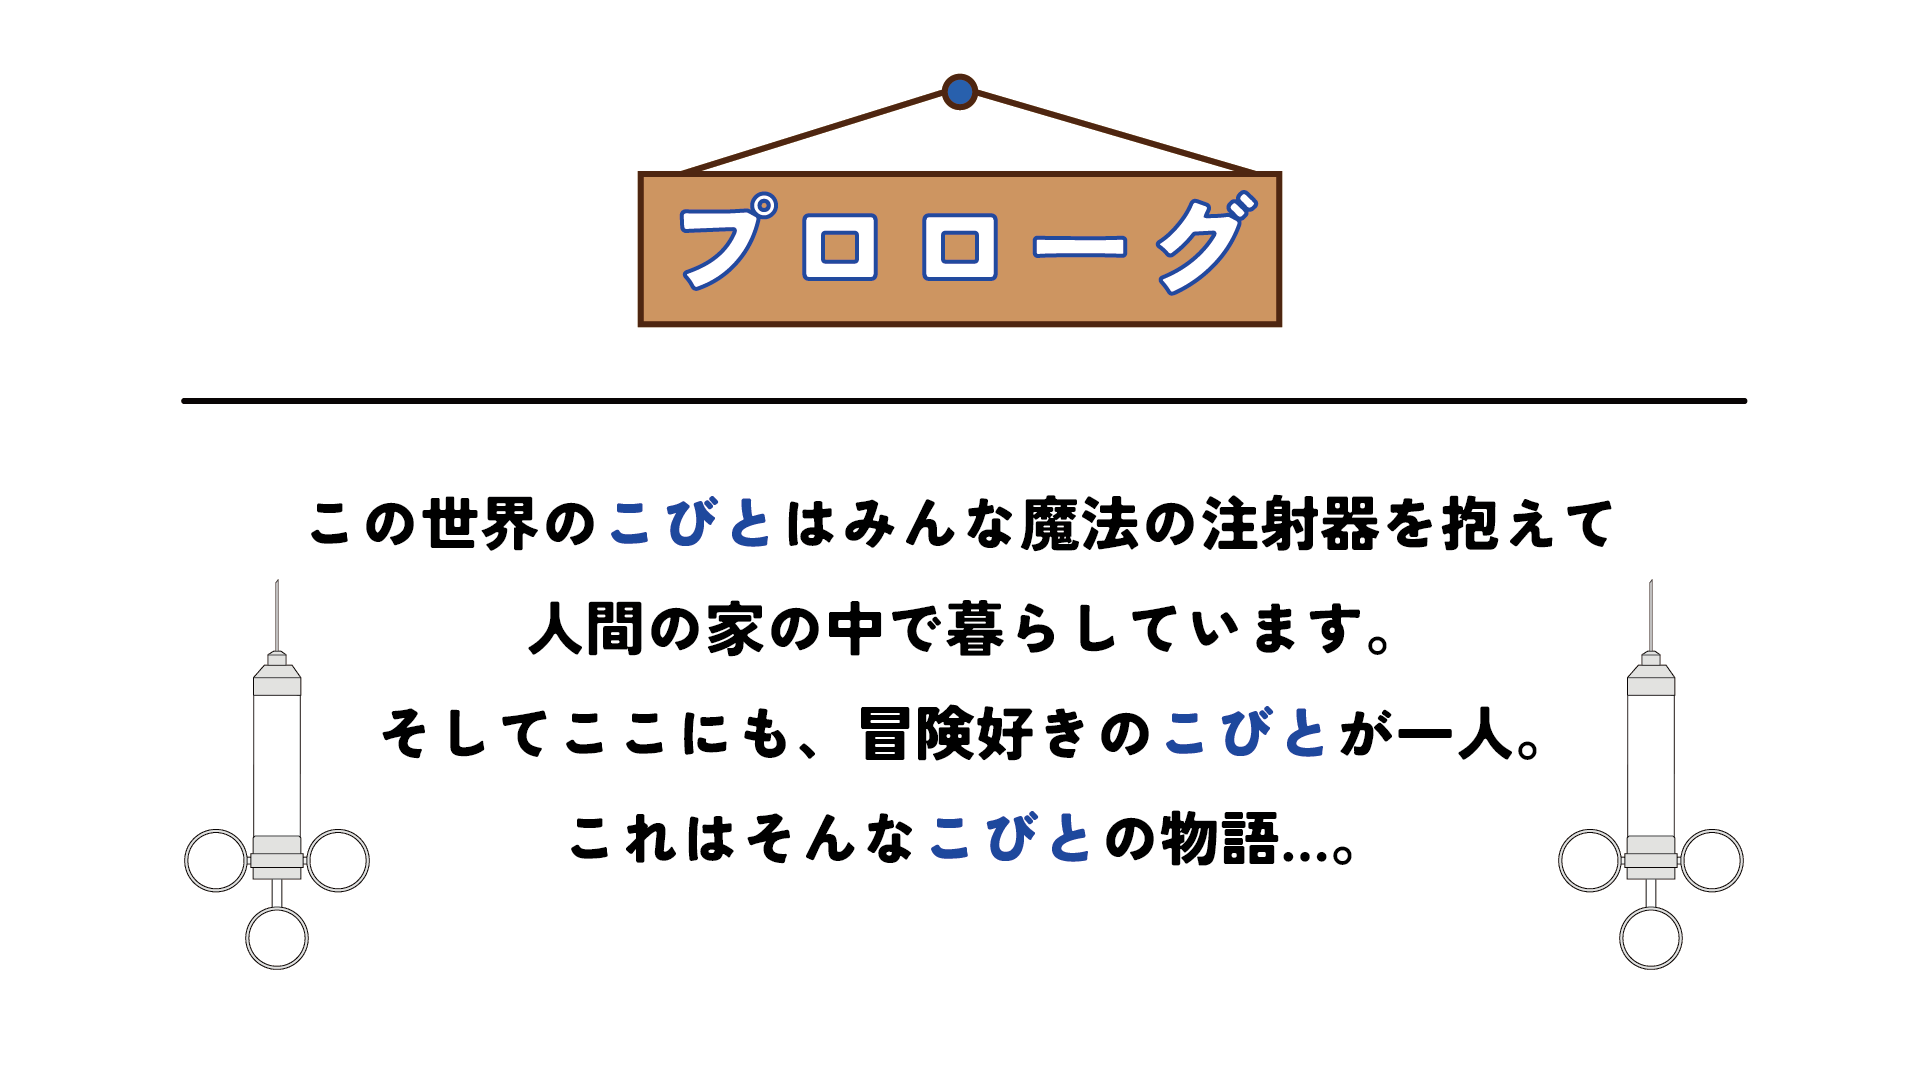 プロローグ
この世界のこびとはみんな魔法の注射器を抱えて
人間の家の中で暮らしています。
そしてここにも、冒険好きのこびとが一人。
これはそんなこびとの物語...。